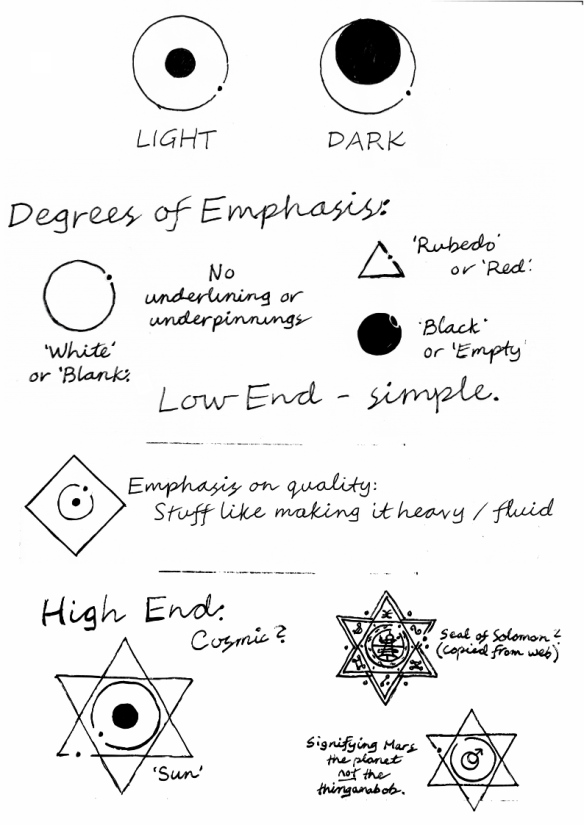 LIGHT
DARK
Degrees of Emphasis:
'White'
or 'Blank'.
No
underlining or
underpinnings
'Rubedo'
or 'Red'.
'Black'
or 'Empty'
Low End - simple.
Emphasis on quality:
Stuff like making it heavy / fluid
High End:
Cosmic?
'Sun'
Seal of Solomon?
(copied from web)
Signifying Mars
the planet
not the
thinganabob.